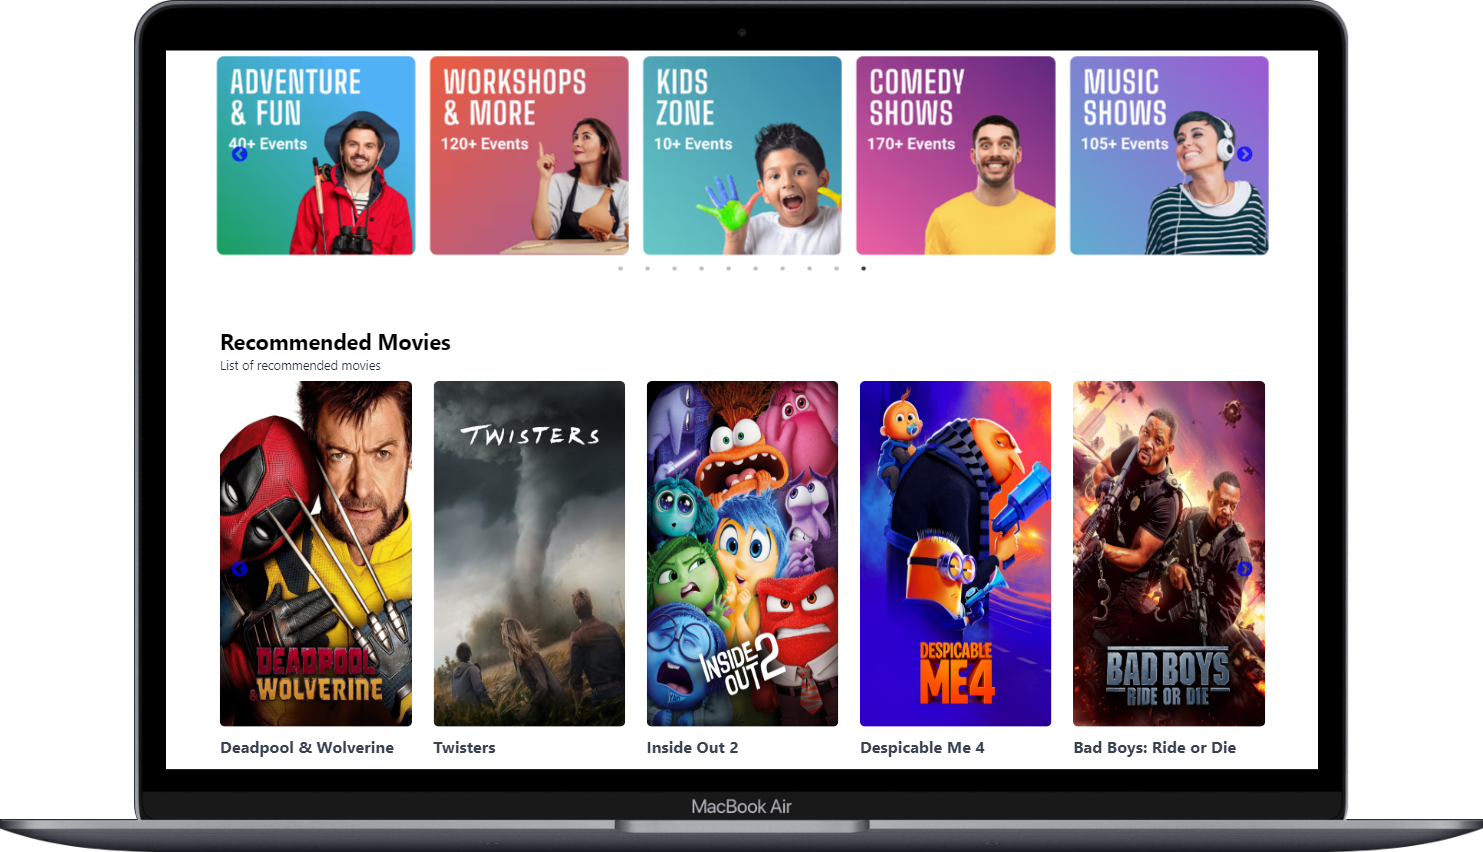 ADVENTURE
& FUN
40+ Events
WORKSHOPS
& MORE
120+ Events
KIDS
ZONE
10+ Events
COMEDY
SHOWS
170+ Events
MUSIC
SHOWS
105+ Events
Recommended Movies
List of recommended movies
DEADPOOL
& WOLVERINE
TWISTERS
INSIDE
OUT 2
DESPICABLE
ME4
BAD BOYS
RIDE OR DIE
Deadpool & Wolverine
Twisters
Inside Out 2
Despicable Me 4
Bad Boys: Ride or Die
MacBook Air